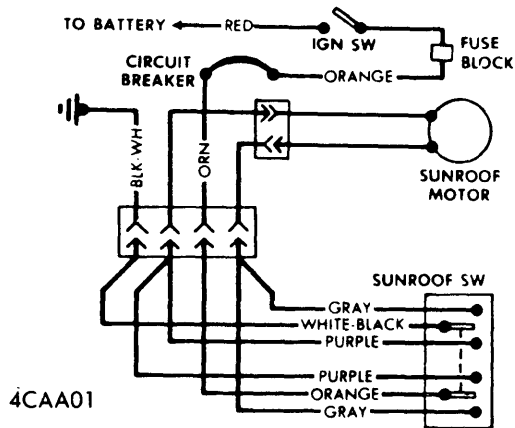 TO BATTERY
RED
IGN SW
FUSE
BLOCK
CIRCUIT
BREAKER
ORANGE
BLK-WH
ORN
SUNROOF
MOTOR
SUNROOF SW
GRAY
WHITE-BLACK
PURPLE
PURPLE
ORANGE
GRAY
4CAA01